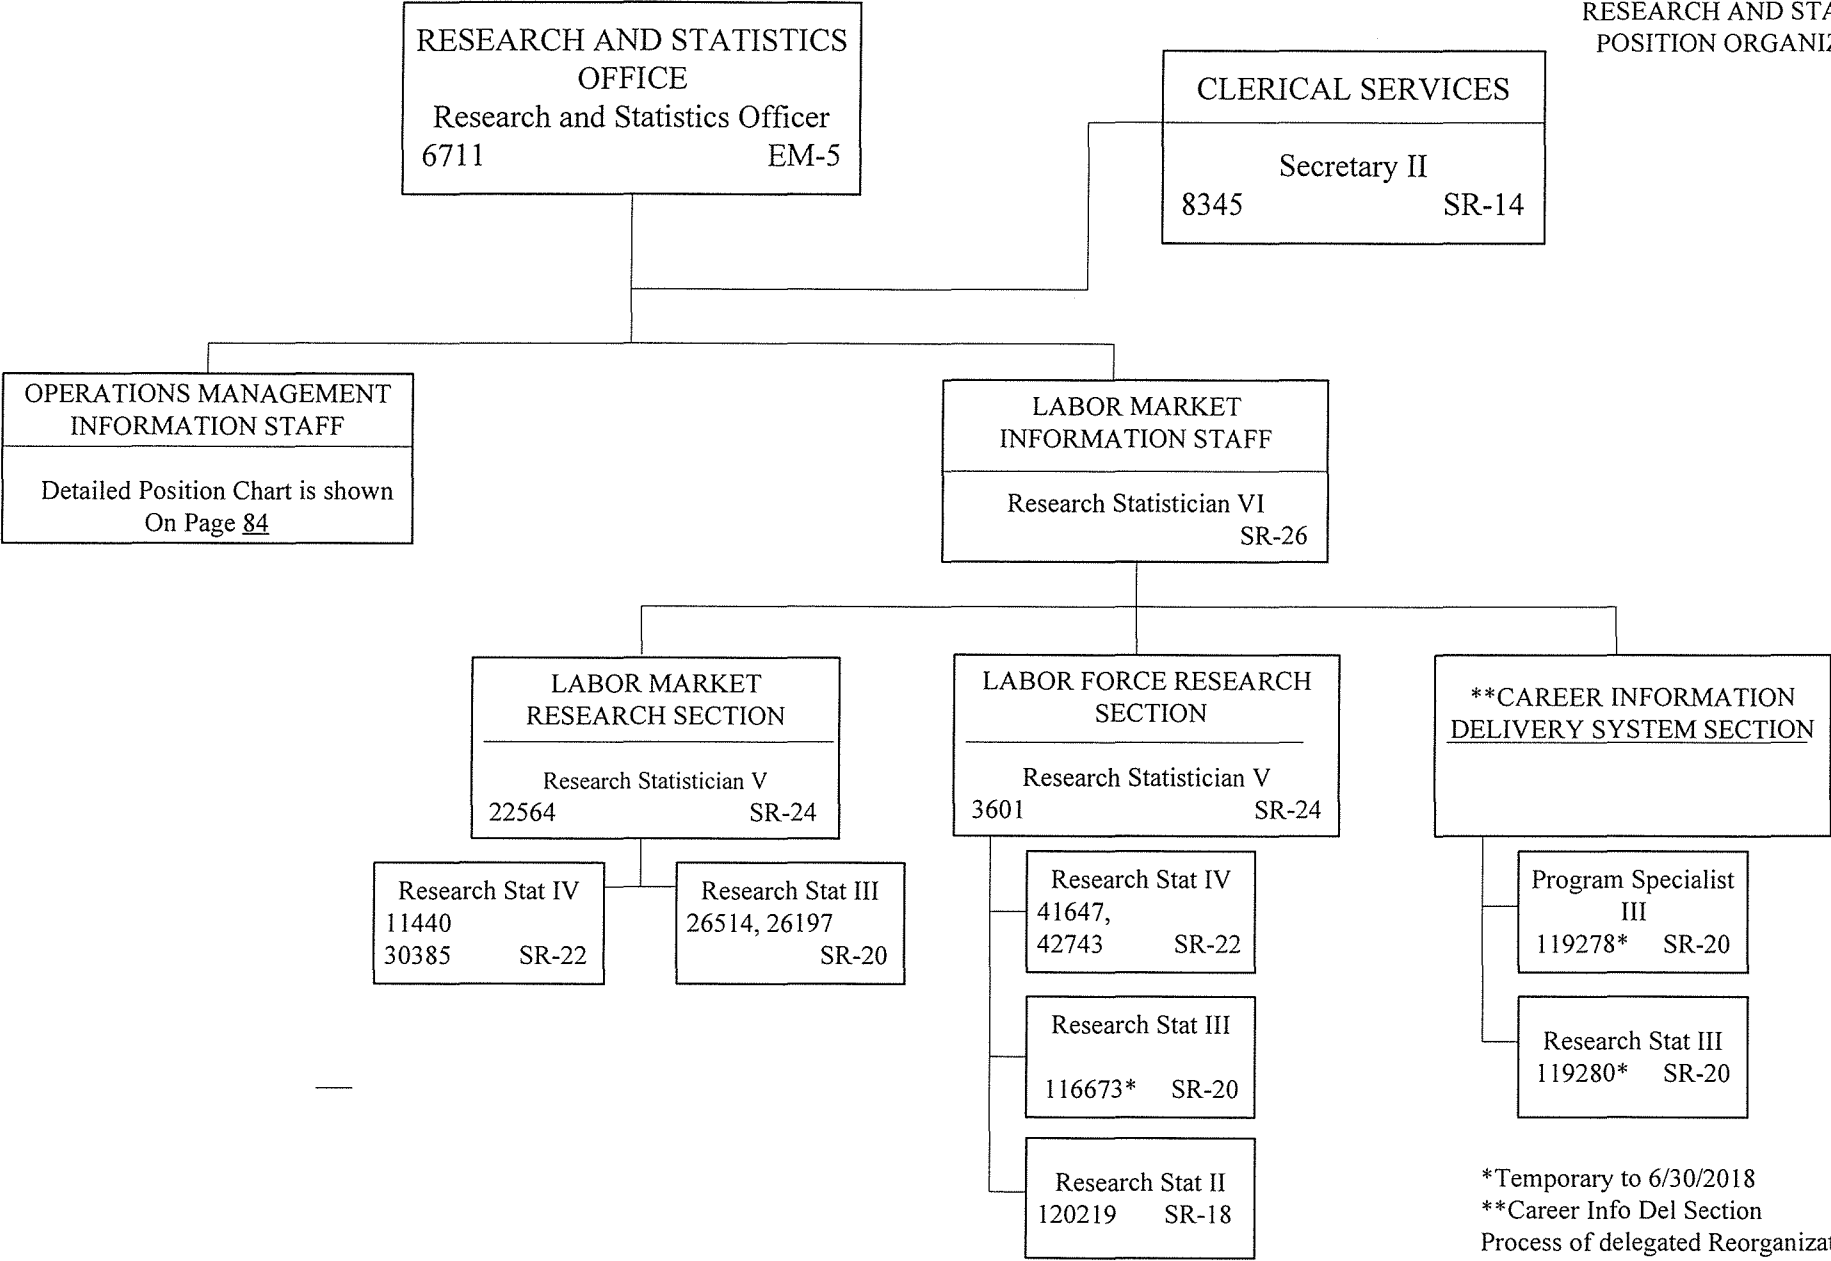 RESEARCH AND
POSITION
RESEARCH AND STATISTICS
OFFICE
Research and Statistics Officer
6711 EM-5
CLERICAL SERVICES
Secretary II
8345 SR-14
OPERATIONS MANAGEMENT
INFORMATION STAFF
Detailed Position Chart is shown
On Page 84
LABOR MARKET
INFORMATION STAFF
Research Statistician VI
SR-26
LABOR MARKET
RESEARCH SECTION
Research Statistician V
22564 SR-24
Research Stat IV
11440
30385 SR-22
Research Stat III
26514, 26197
SR-20
LABOR FORCE RESEARCH
SECTION
Research Statistician V
3601 SR-24
Research Stat IV
41647,
42743 SR-22
Research Stat III
116673* SR-20
Research Stat II
120219 SR-18
**CAREER INFORMATION
DELIVERY SYSTEM SECTION
Program Specialist
III
119278* SR-20
Research Stat III
119280* SR-20
*Temporary to 6/30/2018
**Career Info Del Section
Process of delegated